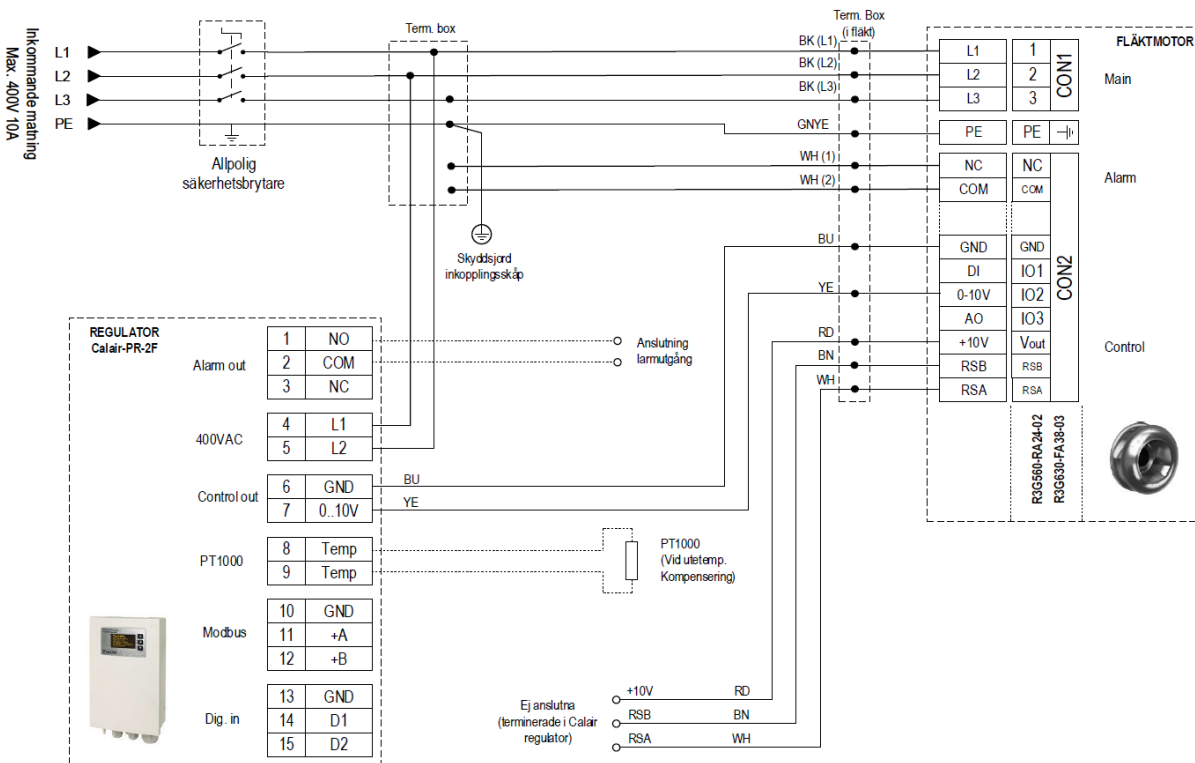 Inkommande matning
Max. 400V 10A
L1
L2
L3
PE
Allpolig
säkerhetsbrytare
Term. box
Skyddsjord
inkopplingsskåp
Term. Box
(i fläkt)
BK (L1)
BK (L2)
BK (L3)
GNYE
WH (1)
WH (2)
BU
YE
RD
BN
WH
FLÄKTMOTOR
L1 1
L2 2
L3 3
CON1
Main
PE PE
NC NC
COM COM
Alarm
GND GND
DI IO1
0-10V IO2
AO IO3
+10V Vout
RSB RSB
RSA RSA
CON2
Control
R3G560-RA24-02
R3G630-FA38-03
REGULATOR
Calair-PR-2F
Alarm out
1 NO
2 COM
3 NC
Anslutning
larmutgång
400VAC
4 L1
5 L2
Control out
6 GND BU
7 0..10V YE
PT1000
8 Temp
9 Temp
PT1000
(Vid utetemp.
Kompensering)
Modbus
10 GND
11 +A
12 +B
Dig. in
13 GND
14 D1
15 D2
Ej anslutna
(terminerade i Calair
regulator)
+10V RD
RSB BN
RSA WH